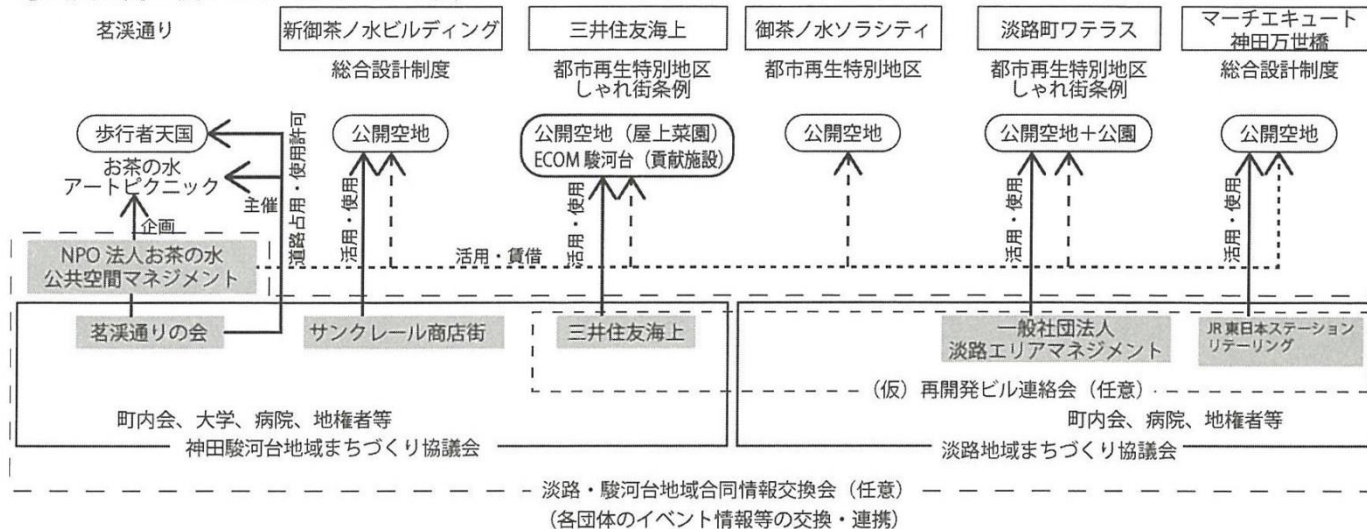 茗溪通り
新御茶ノ水ビルディング
三井住友海上
御茶ノ水ソラシティ
淡路町ワテラス
マーチエキュート
神田万世橋
総合設計制度
都市再生特別地区
しゃれ街条例
都市再生特別地区
都市再生特別地区
しゃれ街条例
総合設計制度
歩行者天国
公開空地
公開空地（屋上菜園）
ECOM駿河台（貢献施設）
公開空地
公開空地＋公園
公開空地
お茶の水
アートピクニック
主催
道路占用・使用許可
活用・使用
活用・使用
活用・使用
活用・使用
企画
NPO法人お茶の水
公共空間マネジメント
活用・賃借
茗溪通りの会
サンクレール商店街
三井住友海上
一般社団法人
淡路エリアマネジメント
JR東日本ステーション
リテーリング
（仮）再開発ビル連絡会（任意）
町内会、大学、病院、地権者等
町内会、病院、地権者等
神田駿河台地域まちづくり協議会
淡路地域まちづくり協議会
淡路・駿河台地域合同情報交換会（任意）
（各団体のイベント情報等の交換・連携）